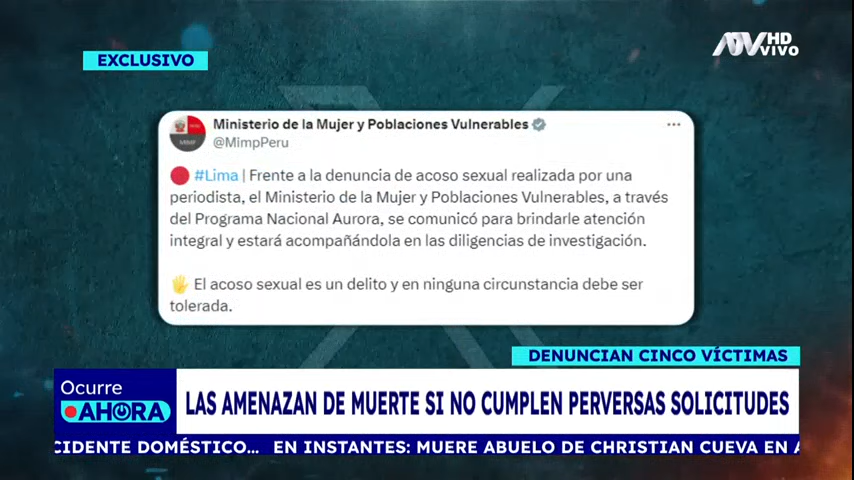 EXCLUSIVO
ATV HD
VIVO
Ministerio de la Mujer y Poblaciones Vulnerables
@MimpPeru
MIMP
#Lima | Frente a la denuncia de acoso sexual realizada por una
periodista, el Ministerio de la Mujer y Poblaciones Vulnerables, a través
del Programa Nacional Aurora, se comunicó para brindarle atención
integral y estará acompañándola en las diligencias de investigación.
El acoso sexual es un delito y en ninguna circunstancia debe ser
tolerada.
DENUNCIAN CINCO VÍCTIMAS
Ocurre
AHORA
LAS AMENAZAN DE MUERTE SI NO CUMPLEN PERVERSAS SOLICITUDES
CIDENTE DOMÉSTICO... EN INSTANTES: MUERE ABUELO DE CHRISTIAN CUEVA EN A